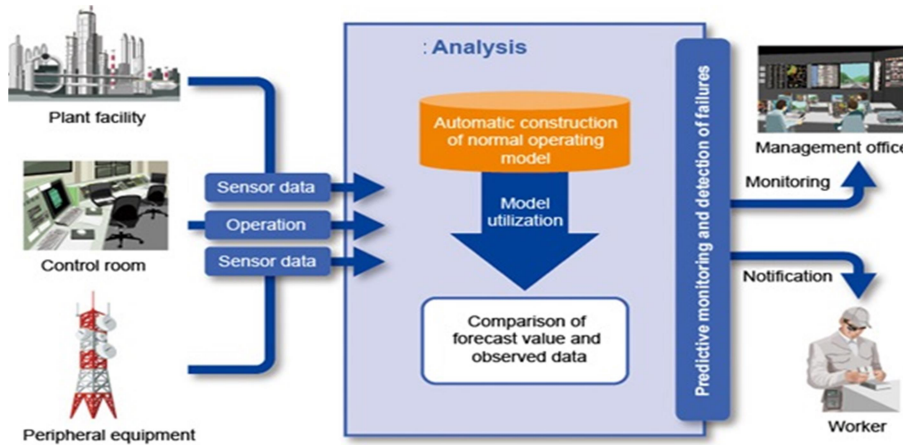 Plant facility
Control room
Peripheral equipment
Sensor data
Operation
Sensor data
: Analysis
Automatic construction
of normal operating
model
Model
utilization
Comparison of
forecast value and
observed data
Predictive monitoring and detection of failures
Management office
Monitoring
Notification
Worker